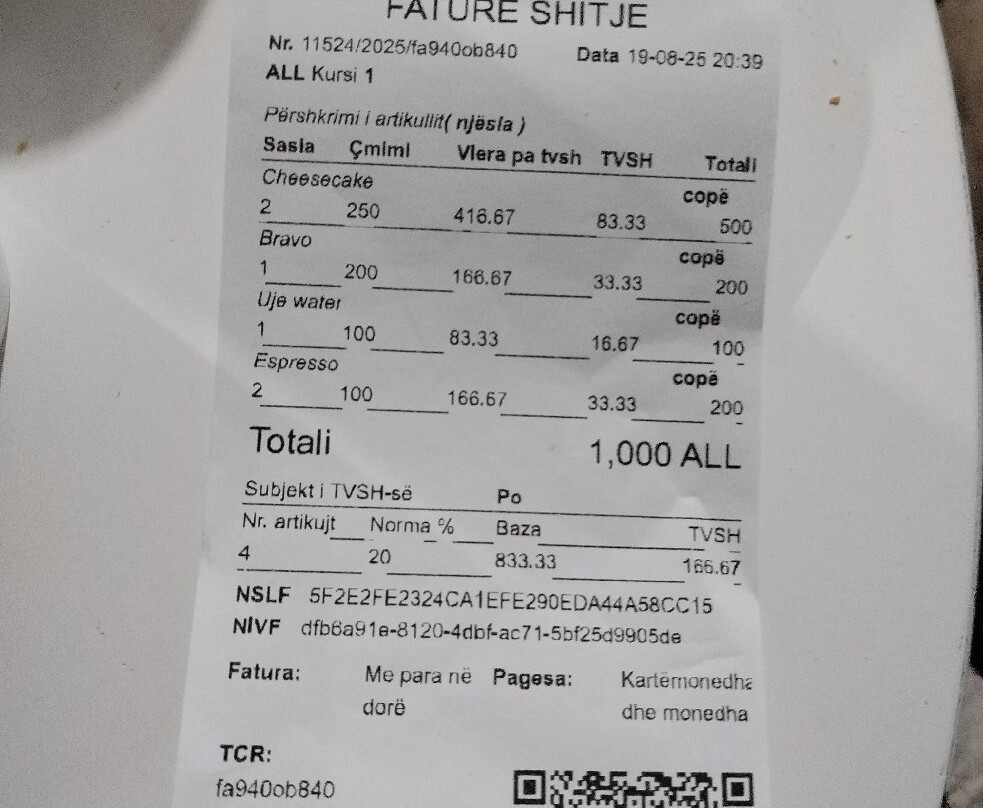 FATURË SHITJE
Nr. 11524/2025/fa940ob840 Data 19-08-25 20:39
ALL Kursi 1
Përshkrimi i artikullit( njësia )
Sasia Çmimi Vlera pa tvsh TVSH Totali
Cheesecake copë
2 250 416.67 83.33 500
Bravo copë
1 200 166.67 33.33 200
Uje water copë
1 100 83.33 16.67 100
Espresso copë
2 100 166.67 33.33 200
Totali 1,000 ALL
Subjekt i TVSH-së Po
Nr. artikujt Norma % Baza TVSH
4 20 833.33 166.67
NSLF 5F2E2FE2324CA1EFE290EDA44A58CC15
NIVF dfb6a91e-8120-4dbf-ac71-5bf25d9905de
Fatura: Me para në Pagesa: Kartëmonedha
dorë dhe monedha
TCR:
fa940ob840